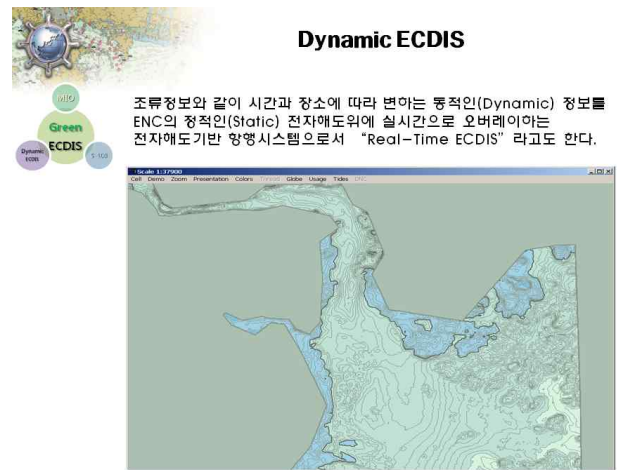 Dynamic ECDIS
MIO
Green
ECDIS
Dynamic
ECDIS
S-100
조류정보와 같이 시간과 장소에 따라 변하는 동적인(Dynamic) 정보를
ENC의 정적인(Static) 전자해도위에 실시간으로 오버레이하는
전자해도기반 항행시스템으로서 “Real-Time ECDIS”라고도 한다.
Scale 1:37900
Cell Demo Zoom Presentation Colors Thread Globe Usage Tides DNC